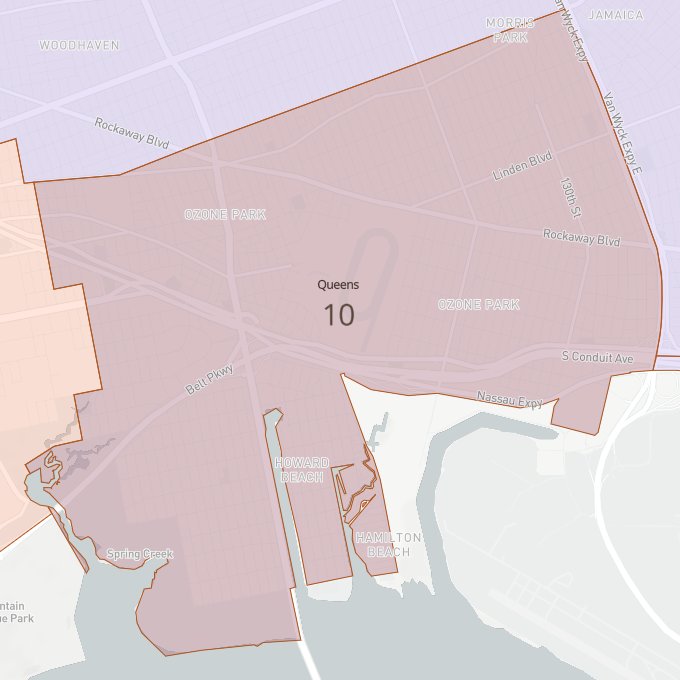 JAMAICA
MORRIS
PARK
WOODHAVEN
Van Wyck Expy
Rockaway Blvd
Van Wyck Expy E
Linden Blvd
130th St
OZONE PARK
Rockaway Blvd
Queens
10
OZONE PARK
S Conduit Ave
Belt Pkwy
Nassau Expy
HOWARD
BEACH
HAMILTON
BEACH
Spring Creek
ntain
ue Park